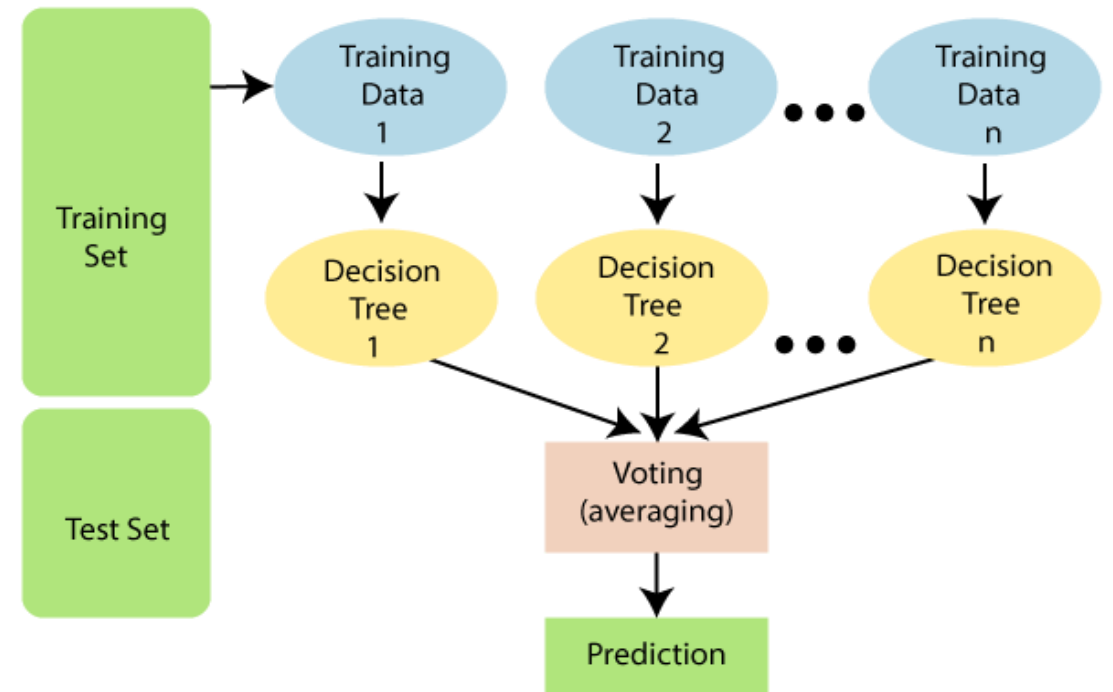 Training
Set
Test Set
Training
Data
1
Training
Data
2
Training
Data
n
Decision
Tree
1
Decision
Tree
2
Decision
Tree
n
Voting
(averaging)
Prediction